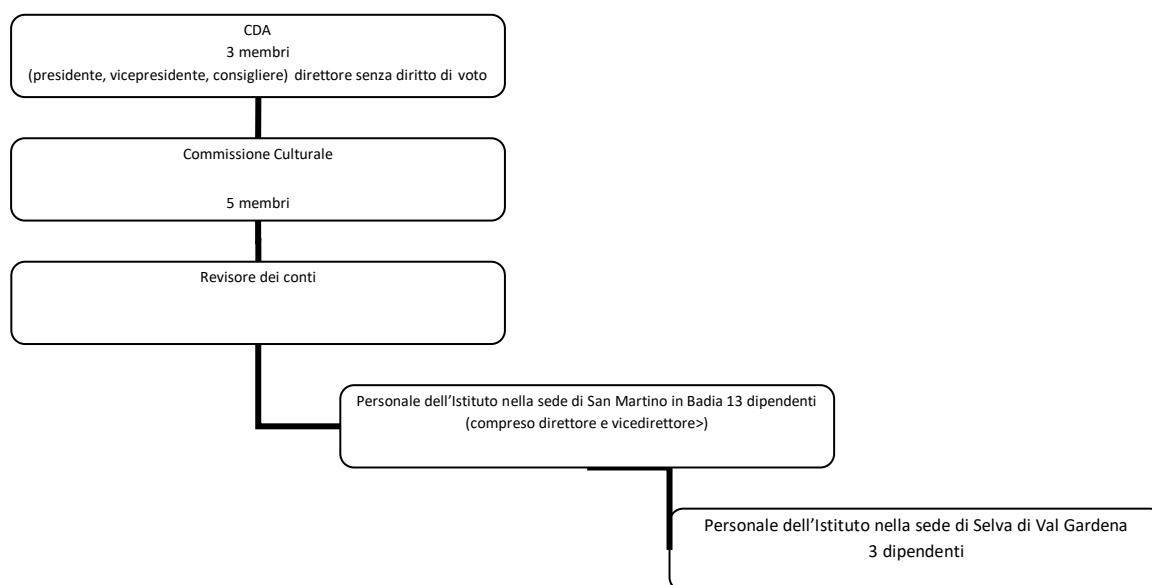 CDA
3 membri
(presidente, vicepresidente, consigliere) direttore senza diritto di voto
Commissione Culturale
5 membri
Revisore dei conti
Personale dell’Istituto nella sede di San Martino in Badia 13 dipendenti
(compreso direttore e vicedirettore>)
Personale dell’Istituto nella sede di Selva di Val Gardena
3 dipendenti